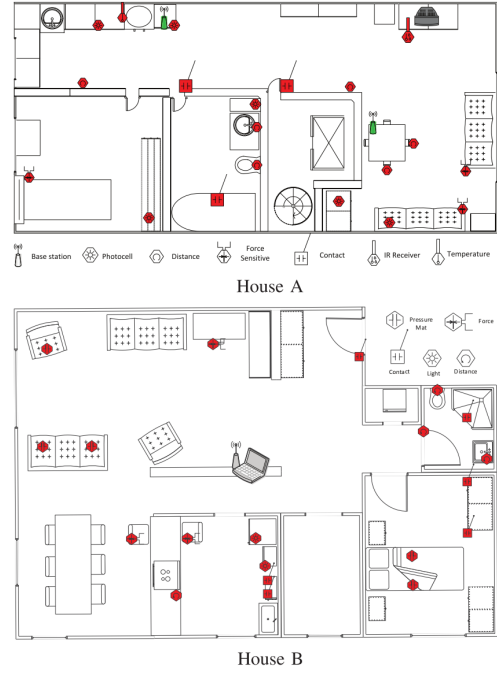 Base station
Photocell
Distance
Force
Sensitive
Contact
IR Receiver
Temperature
House A
Pressure
Mat
Force
Contact
Light
Distance
House B